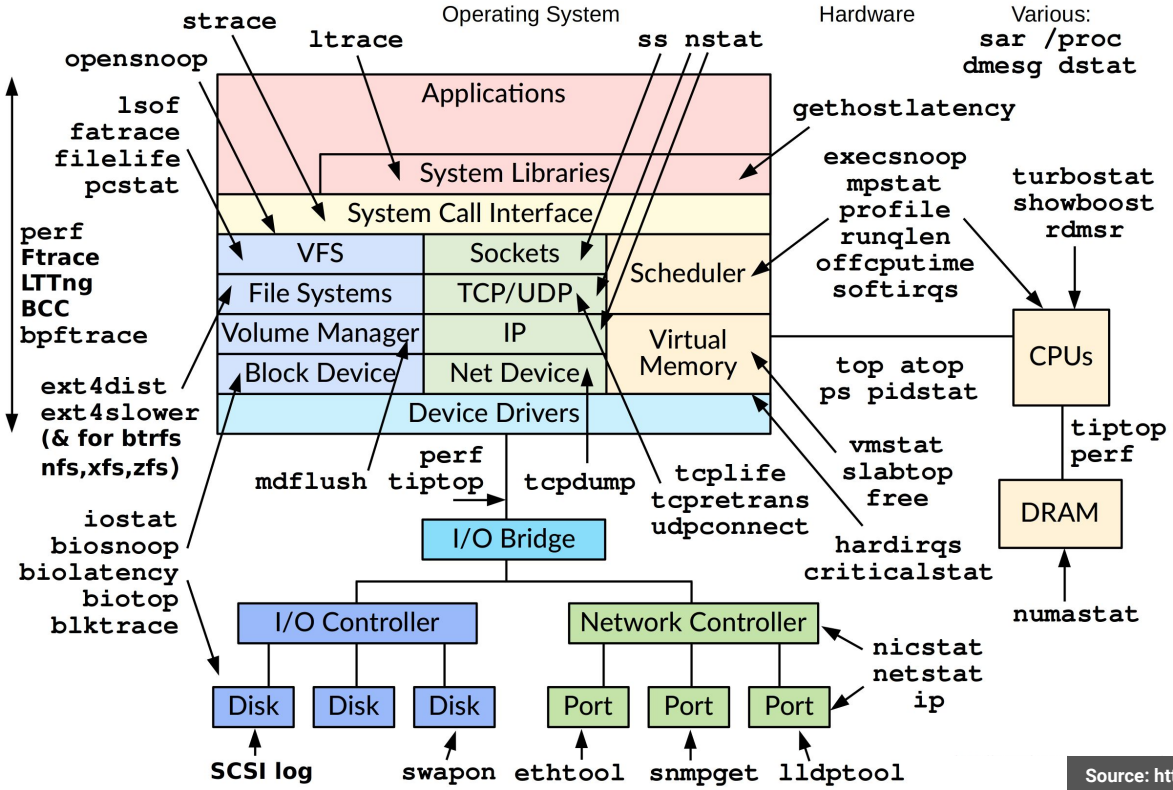 Operating System
Hardware
Various:
sar /proc
dmesg dstat
strace
ltrace
ss nstat
opensnoop
lsof
fatrace
filelife
pcstat
gethostlatency
perf
Ftrace
LTTng
BCC
bpftrace
ext4dist
ext4slower
(& for btrfs
nfs,xfs,zfs)
Applications
System Libraries
System Call Interface
VFS
Sockets
Scheduler
File Systems
TCP/UDP
Volume Manager
IP
Virtual
Memory
Block Device
Net Device
Device Drivers
execsnoop
mpstat
profile
runqlen
offcputime
softirqs
turbostat
showboost
rdmsr
CPUs
top atop
ps pidstat
tiptop
perf
DRAM
numastat
vmstat
slabtop
free
hardirqs
criticalstat
mdflush
perf
tiptop
tcpdump
tcplife
tcpretrans
udpconnect
iostat
biosnoop
biolatency
biotop
blktrace
I/O Bridge
I/O Controller
Network Controller
nicstat
netstat
ip
Disk
Disk
Disk
Port
Port
Port
SCSI log
swapon
ethtool
snmpget
lldptool
Source: htt